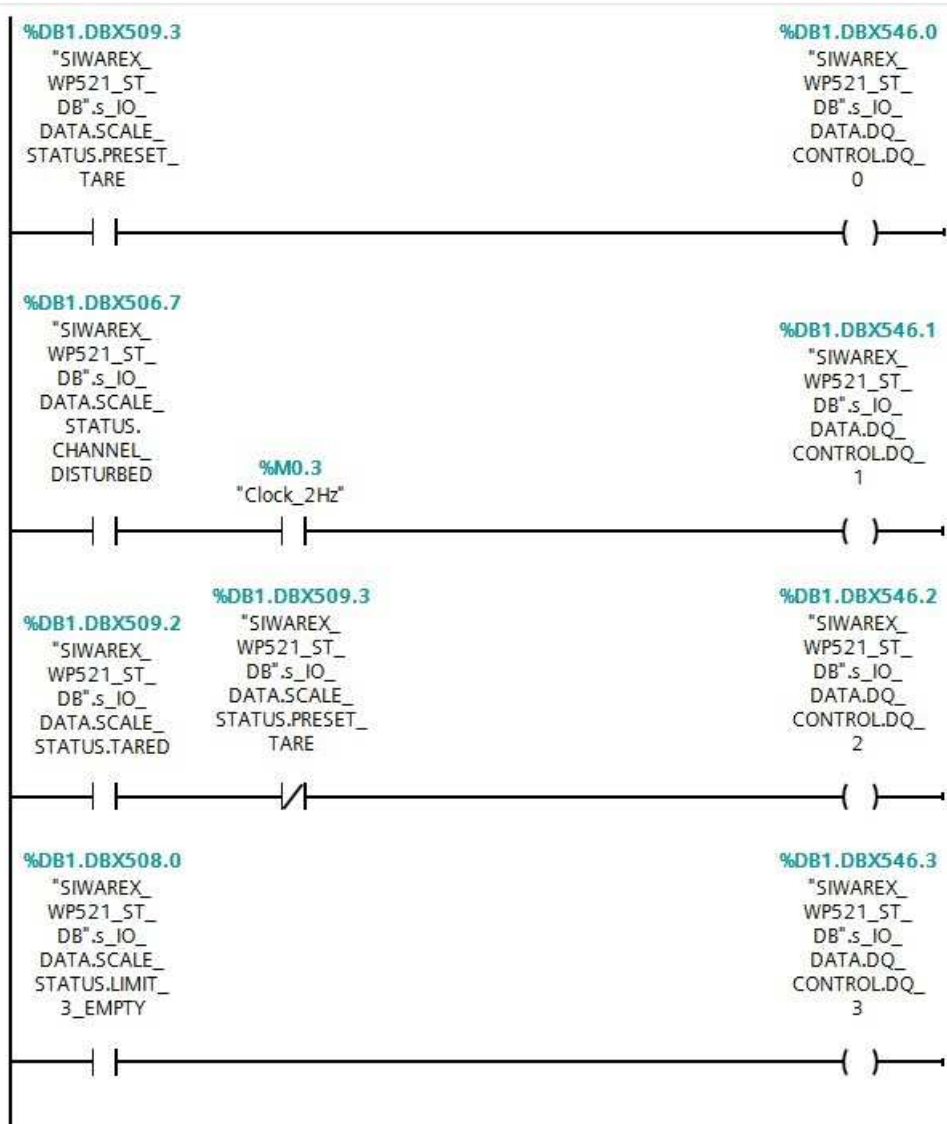 %DB1.DBX509.3
"SIWAREX_
WP521_ST_
DB".s_IO_
DATA.SCALE_
STATUS.PRESET_
TARE
%DB1.DBX546.0
"SIWAREX_
WP521_ST_
DB".s_IO_
DATA.DQ_
CONTROL.DQ_
0
%DB1.DBX506.7
"SIWAREX_
WP521_ST_
DB".s_IO_
DATA.SCALE_
STATUS.
CHANNEL_
DISTURBED
%M0.3
"Clock_2Hz"
%DB1.DBX546.1
"SIWAREX_
WP521_ST_
DB".s_IO_
DATA.DQ_
CONTROL.DQ_
1
%DB1.DBX509.2
"SIWAREX_
WP521_ST_
DB".s_IO_
DATA.SCALE_
STATUS.TARED
%DB1.DBX509.3
"SIWAREX_
WP521_ST_
DB".s_IO_
DATA.SCALE_
STATUS.PRESET_
TARE
%DB1.DBX546.2
"SIWAREX_
WP521_ST_
DB".s_IO_
DATA.DQ_
CONTROL.DQ_
2
%DB1.DBX508.0
"SIWAREX_
WP521_ST_
DB".s_IO_
DATA.SCALE_
STATUS.LIMIT_
3_EMPTY
%DB1.DBX546.3
"SIWAREX_
WP521_ST_
DB".s_IO_
DATA.DQ_
CONTROL.DQ_
3